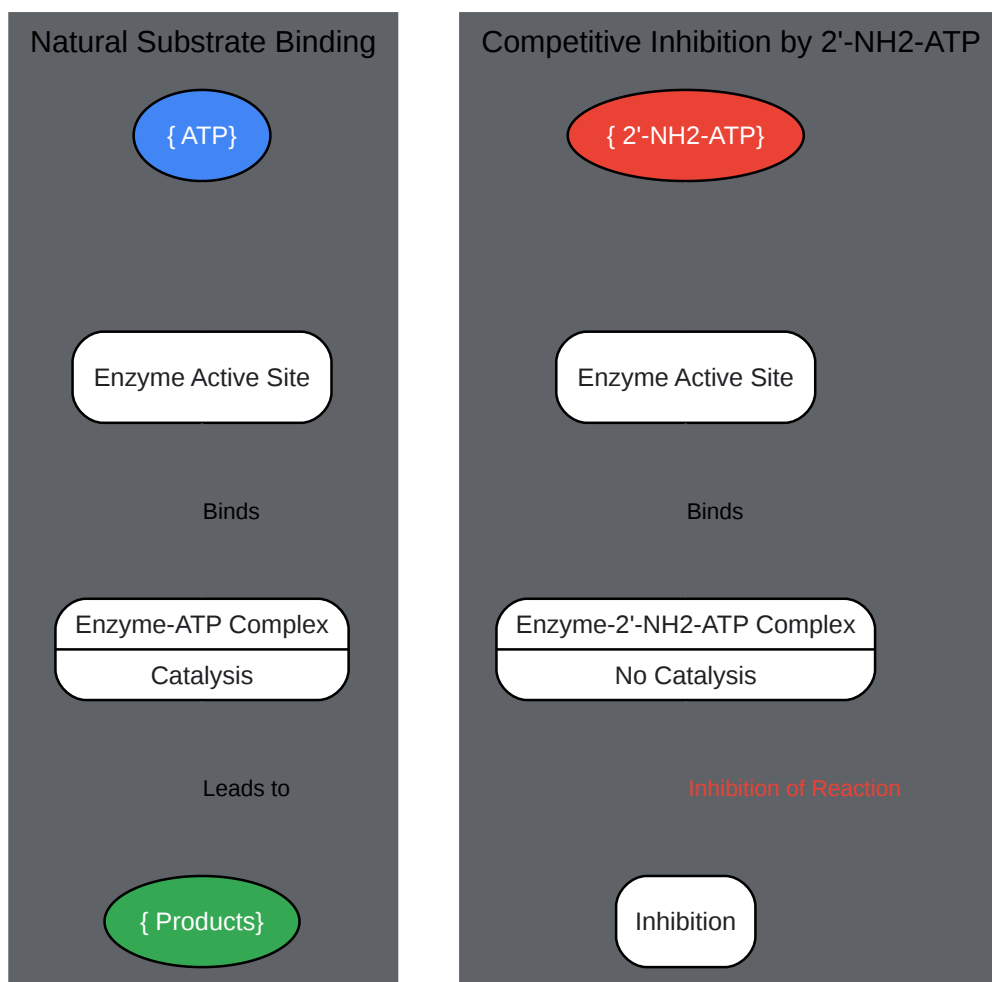 Natural Substrate Binding
{ ATP}
Enzyme Active Site
Binds
Enzyme-ATP Complex
Catalysis
Leads to
{ Products}
Competitive Inhibition by 2'-NH2-ATP
{ 2'-NH2-ATP}
Enzyme Active Site
Binds
Enzyme-2'-NH2-ATP Complex
No Catalysis
Inhibition of Reaction
Inhibition